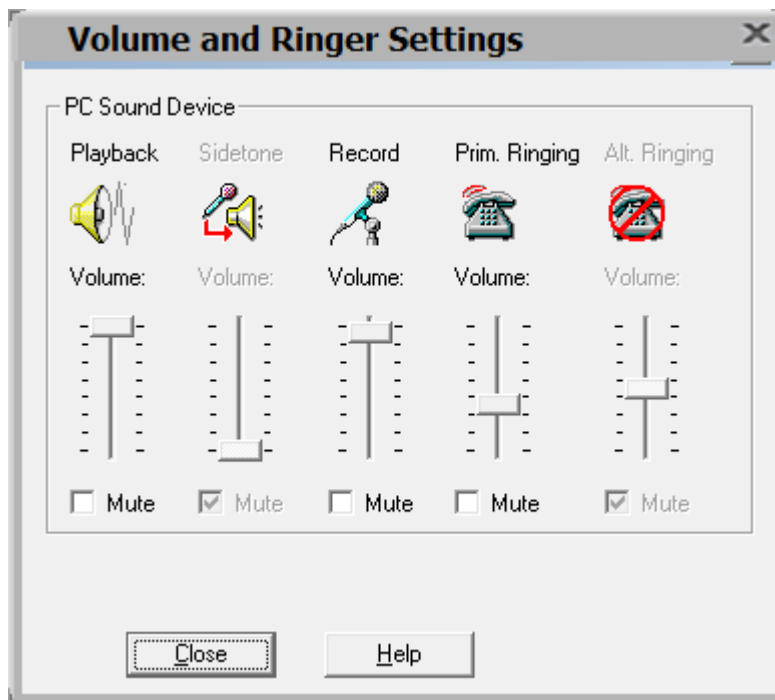 Volume and Ringer Settings
PC Sound Device
Playback Sidetone Record Prim. Ringing Alt. Ringing
Volume: Volume: Volume: Volume: Volume:
Mute Mute Mute Mute Mute
Close Help